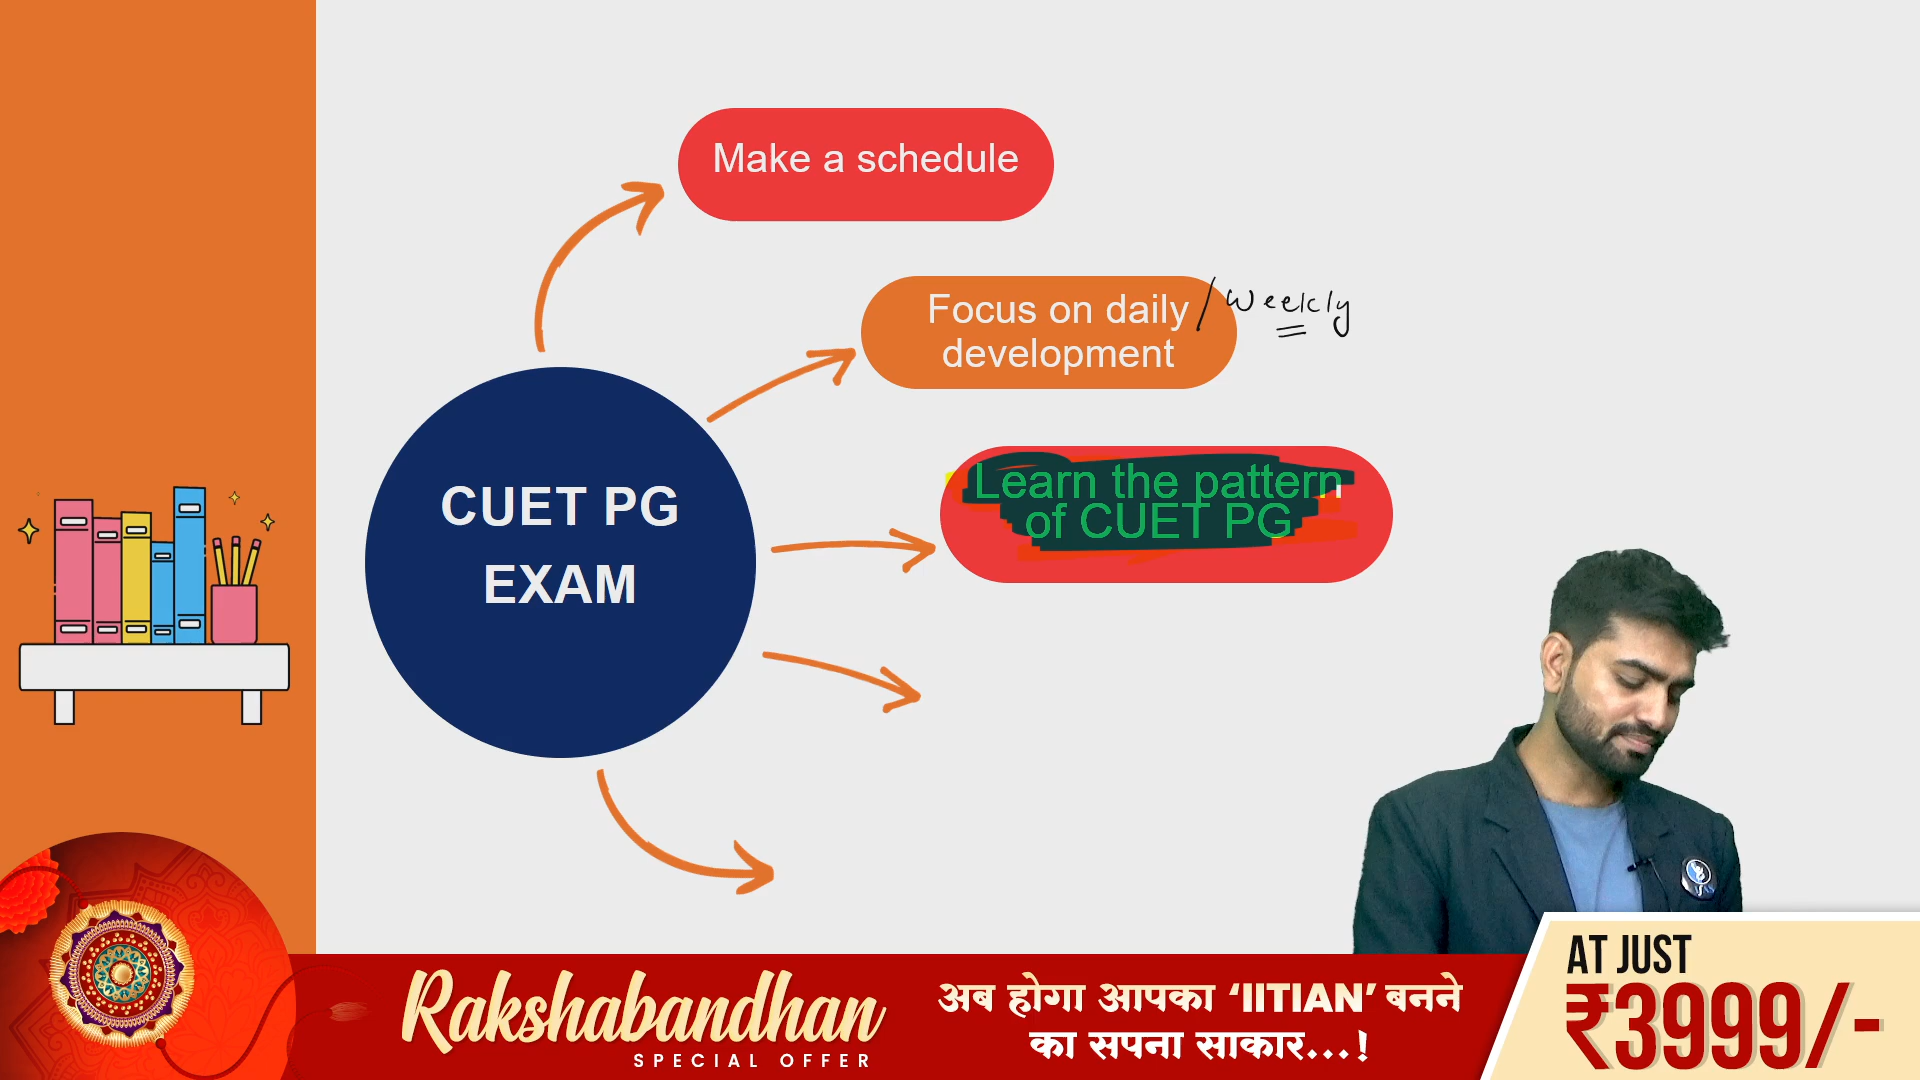 Make a schedule
Focus on daily / Weekly
development
Learn the pattern
of CUET PG
CUET PG
EXAM
Rakshabandhan
SPECIAL OFFER
अब होगा आपका ‘IITIAN’ बनने
का सपना साकार...!
AT JUST
₹3999/-